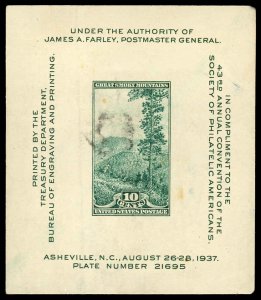 UNDER THE AUTHORITY OF
JAMES A. FARLEY, POSTMASTER GENERAL.
PRINTED BY THE
TREASURY DEPARTMENT,
BUREAU OF ENGRAVING AND PRINTING.
GREAT SMOKY MOUNTAINS
10
CENTS
UNITED STATES POSTAGE
IN COMPLIMENT TO THE
43RD ANNUAL CONVENTION OF THE
SOCIETY OF PHILATELIC AMERICANS.
ASHEVILLE, N.C., AUGUST 26-28, 1937.
PLATE NUMBER 21695